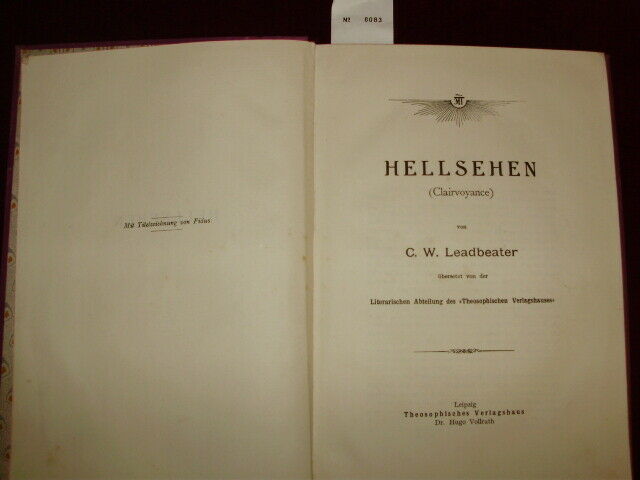 Nº 6083
Mit Titelzeichnung von Fidus
HELLSEHEN
(Clairvoyance)
von
C. W. Leadbeater
übersetzt von der
Literarischen Abteilung des »Theosophischen Verlagshauses«
Leipzig
Theosophisches Verlagshaus
Dr. Hugo Vollrath